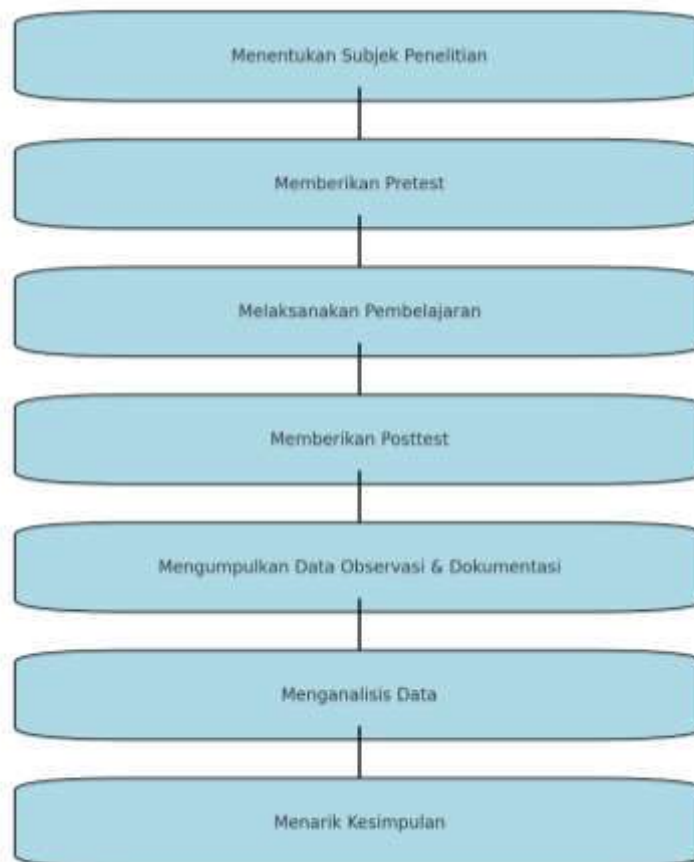 Menentukan Subjek Penelitian
Memberikan Pretest
Melaksanakan Pembelajaran
Memberikan Posttest
Mengumpulkan Data Observasi & Dokumentasi
Menganalisis Data
Menarik Kesimpulan